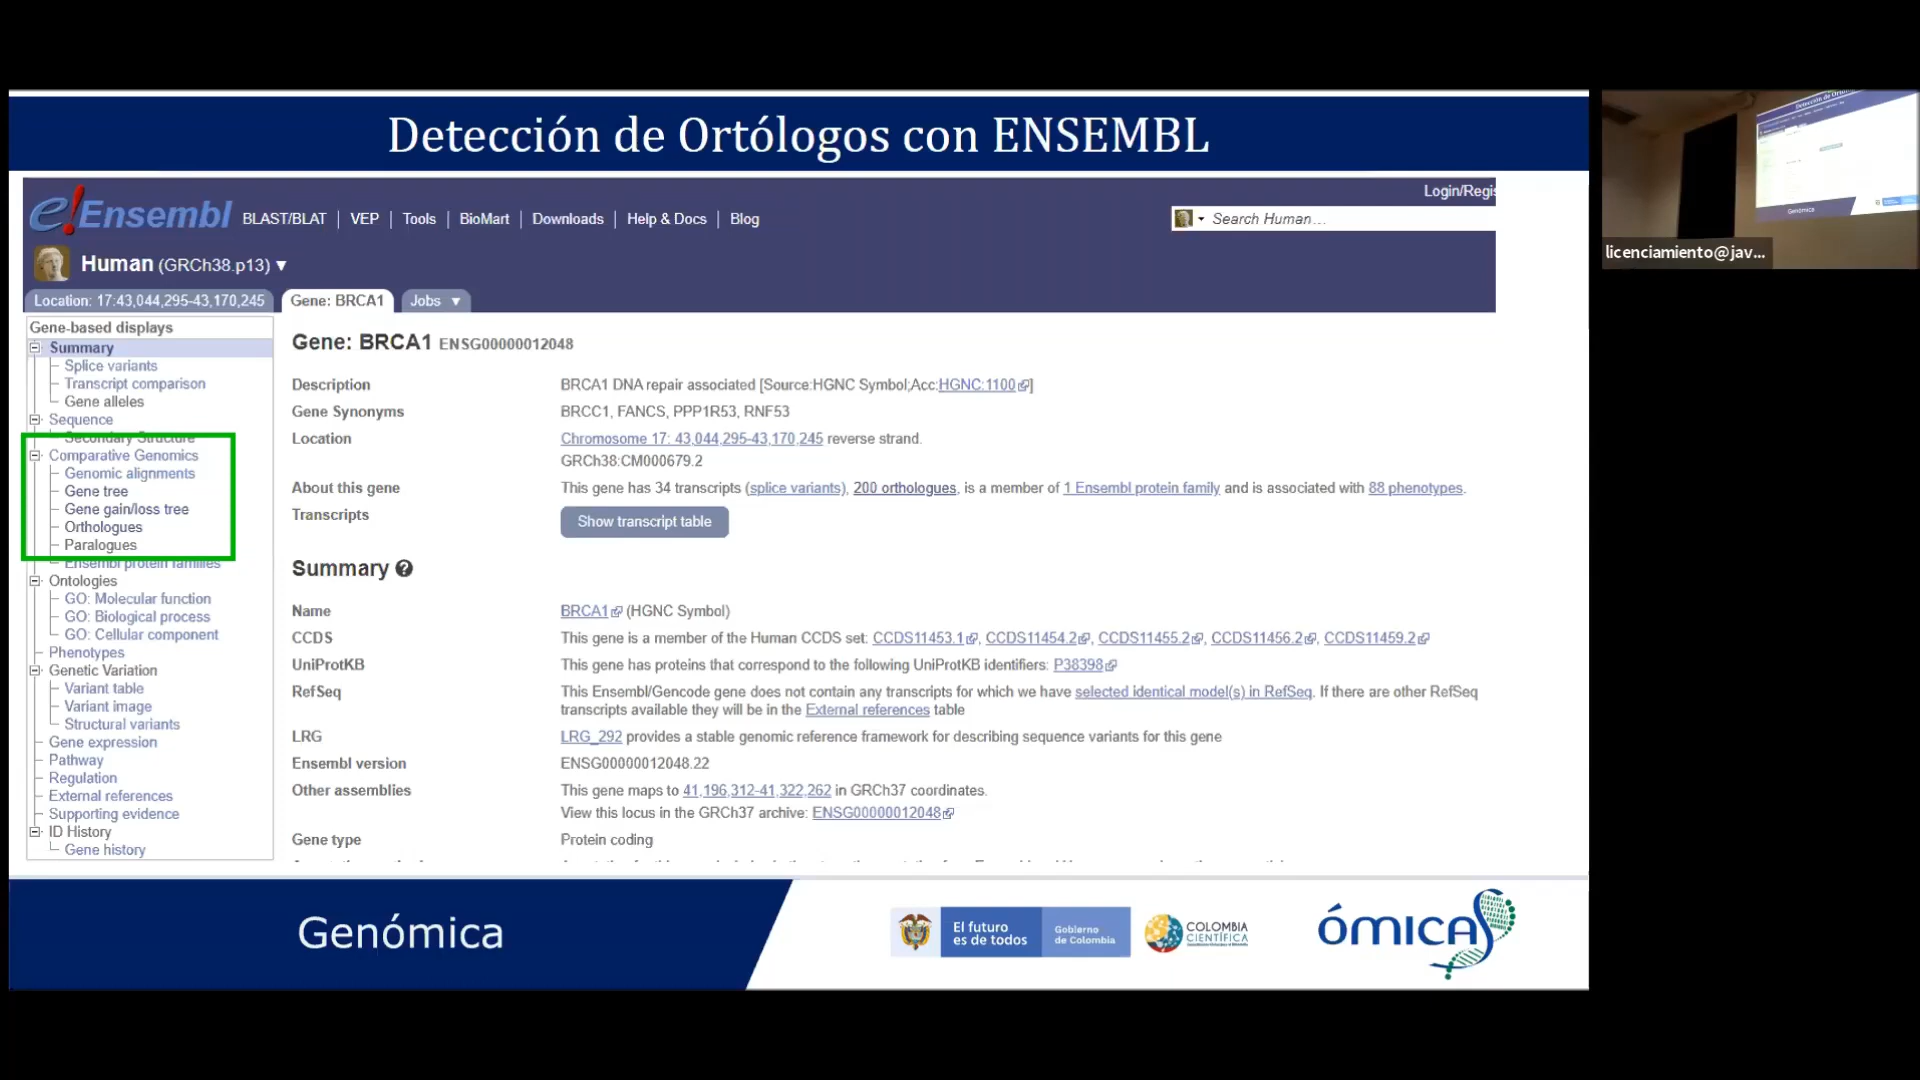 Detección de Ortólogos con ENSEMBL
Login/Regis
e!Ensembl BLAST/BLAT | VEP | Tools | BioMart | Downloads | Help & Docs | Blog
Search Human…
Human (GRCh38.p13) ▼
Location: 17:43,044,295-43,170,245
Gene: BRCA1
Jobs ▼
Gene-based displays
Summary
Splice variants
Transcript comparison
Gene alleles
Sequence
Secondary Structure
Comparative Genomics
Genomic alignments
Gene tree
Gene gain/loss tree
Orthologues
Paralogues
Ensembl protein families
Ontologies
GO: Molecular function
GO: Biological process
GO: Cellular component
Phenotypes
Genetic Variation
Variant table
Variant image
Structural variants
Gene expression
Pathway
Regulation
External references
Supporting evidence
ID History
Gene history
Gene: BRCA1 ENSG00000012048
Description BRCA1 DNA repair associated [Source:HGNC Symbol;Acc:HGNC:1100]
Gene Synonyms BRCC1, FANCS, PPP1R53, RNF53
Location Chromosome 17: 43,044,295-43,170,245 reverse strand.
GRCh38:CM000679.2
About this gene This gene has 34 transcripts (splice variants), 200 orthologues, is a member of 1 Ensembl protein family and is associated with 88 phenotypes.
Transcripts Show transcript table
Summary ?
Name BRCA1 (HGNC Symbol)
CCDS This gene is a member of the Human CCDS set: CCDS11453.1, CCDS11454.2, CCDS11455.2, CCDS11456.2, CCDS11459.2
UniProtKB This gene has proteins that correspond to the following UniProtKB identifiers: P38398
RefSeq This Ensembl/Gencode gene does not contain any transcripts for which we have selected identical model(s) in RefSeq. If there are other RefSeq
transcripts available they will be in the External references table
LRG LRG_292 provides a stable genomic reference framework for describing sequence variants for this gene
Ensembl version ENSG00000012048.22
Other assemblies This gene maps to 41,196,312-41,322,262 in GRCh37 coordinates.
View this locus in the GRCh37 archive: ENSG00000012048
Gene type Protein coding
Genómica
El futuro
es de todos
Gobierno
de Colombia
COLOMBIA
CIENTÍFICA
ÓMICAS
licenciamiento@jav...
Detección de Ortólo
Genómica